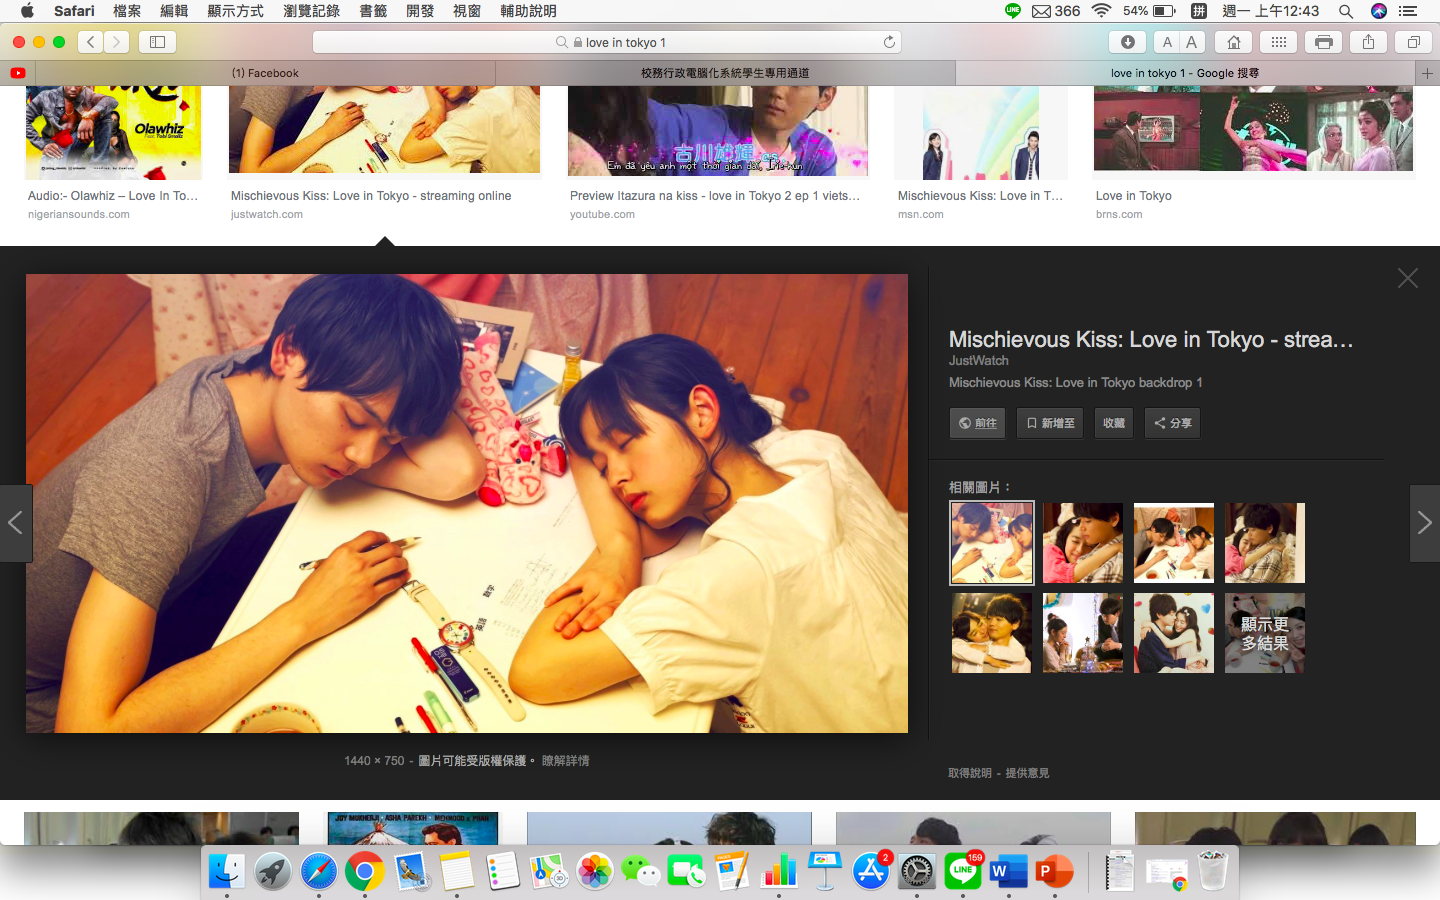 Safari 檔案 編輯 顯示方式 瀏覽記錄 書籤 開發 視窗 輔助說明 LINE 366 54% 拼 週一 上午12:43
love in tokyo 1 A A
(1) Facebook 校務行政電腦化系統學生專用通道 love in tokyo 1 - Google 搜尋
Olawhiz
古川雄輝
Em đã yêu anh một thời gian dài, Irie-kun
Audio:- Olawhiz – Love In To… Mischievous Kiss: Love in Tokyo - streaming online Preview Itazura na kiss - love in Tokyo 2 ep 1 viets… Mischievous Kiss: Love in T… Love in Tokyo
nigeriansounds.com justwatch.com youtube.com msn.com brns.com
Mischievous Kiss: Love in Tokyo - strea…
JustWatch
Mischievous Kiss: Love in Tokyo backdrop 1
前往 新增至 收藏 分享
相關圖片：
顯示更
多結果
1440 × 750 - 圖片可能受版權保護。 瞭解詳情
取得說明 - 提供意見
JOY MUKHERJI • ASHA PAREKH • MEHMOOD & PRAN
2 159
LINE W P